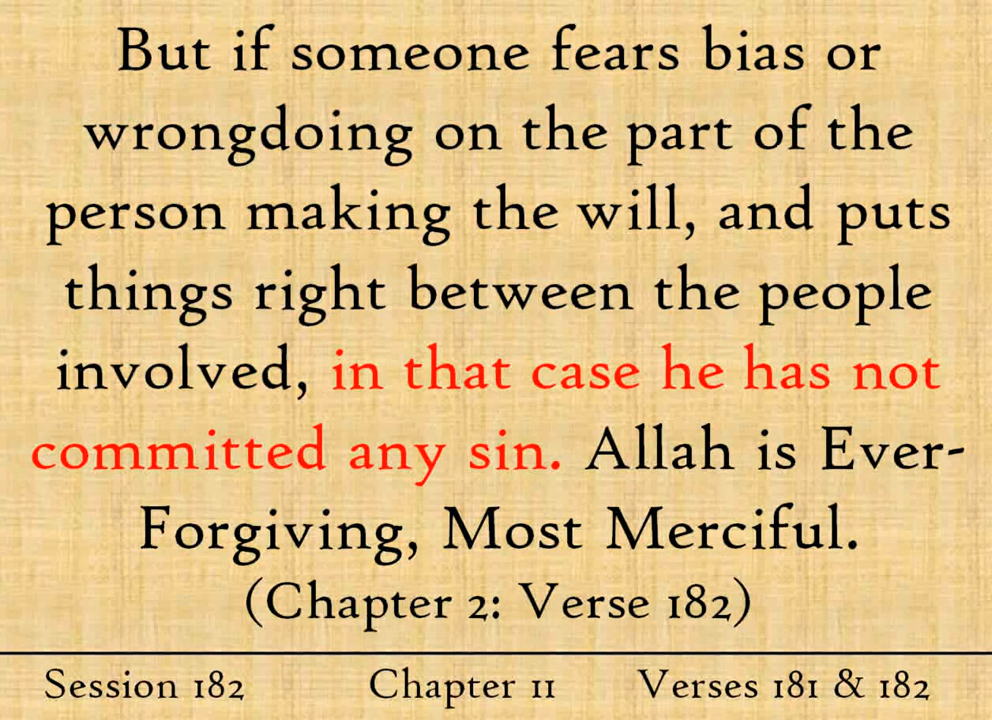 But if someone fears bias or
wrongdoing on the part of the
person making the will, and puts
things right between the people
involved, in that case he has not
committed any sin. Allah is Ever-
Forgiving, Most Merciful.
(Chapter 2: Verse 182)
Session 182 Chapter 11 Verses 181 & 182